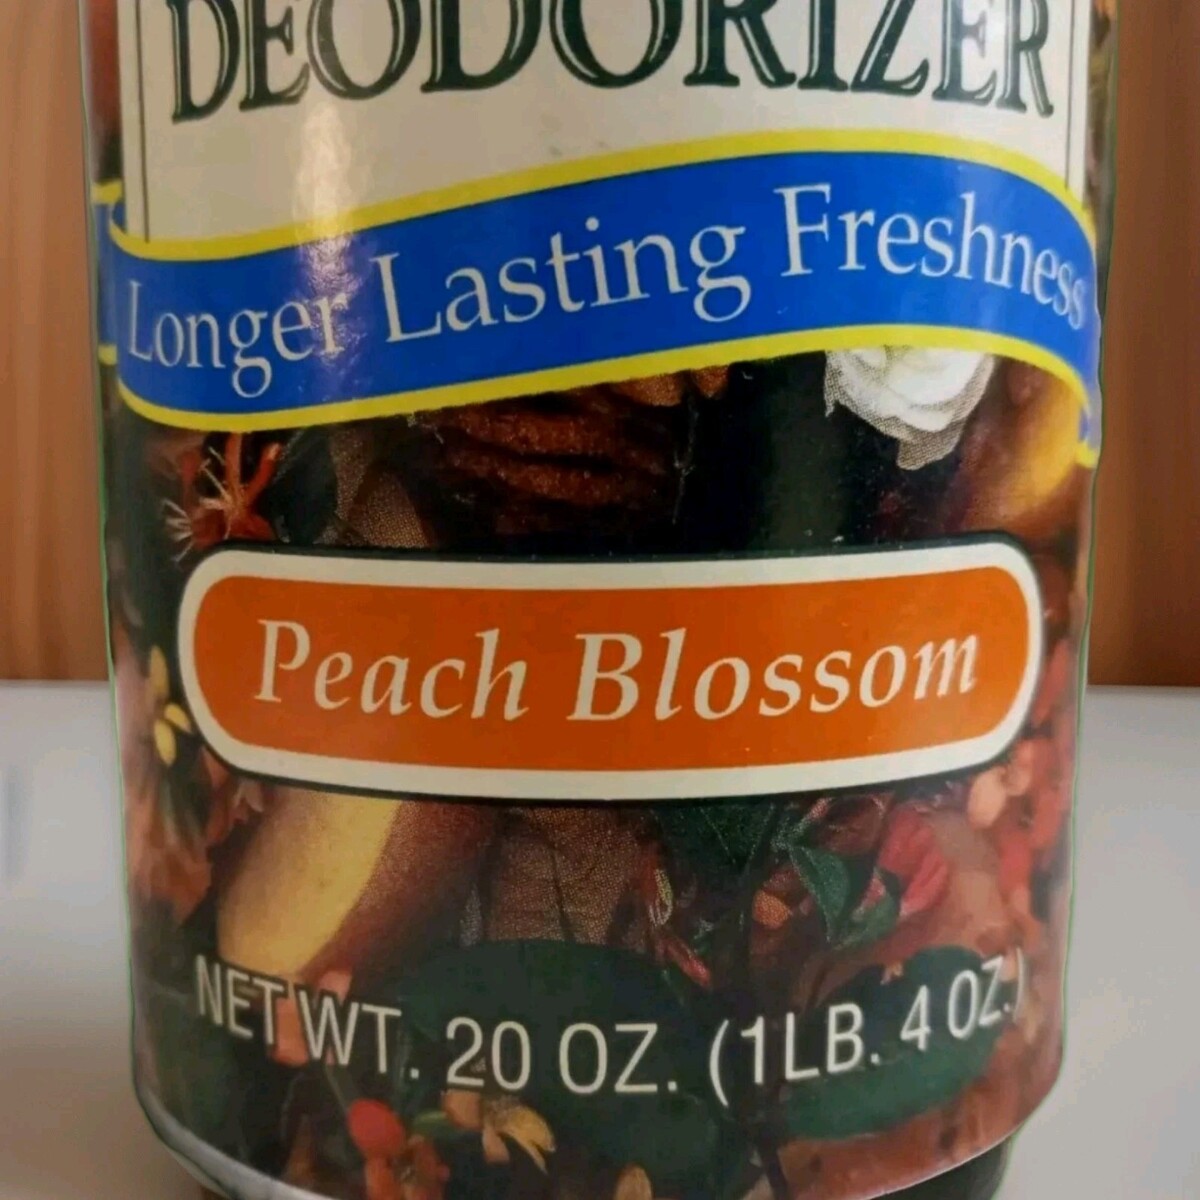 DEODORIZER
Longer Lasting Freshness
Peach Blossom
NET WT. 20 OZ. (1LB. 4 OZ.)